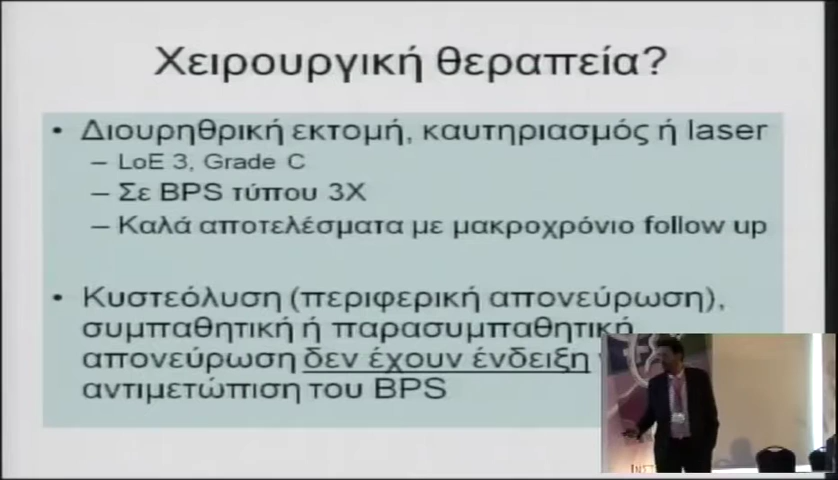 Χειρουργική θεραπεία?
• Διουρηθρική εκτομή, καυτηριασμός ή laser
– LoE 3, Grade C
– Σε BPS τύπου 3X
– Καλά αποτελέσματα με μακροχρόνιο follow up
• Κυστεόλυση (περιφερική απονεύρωση),
συμπαθητική ή παρασυμπαθητική
απονεύρωση δεν έχουν ένδειξη
αντιμετώπιση του BPS